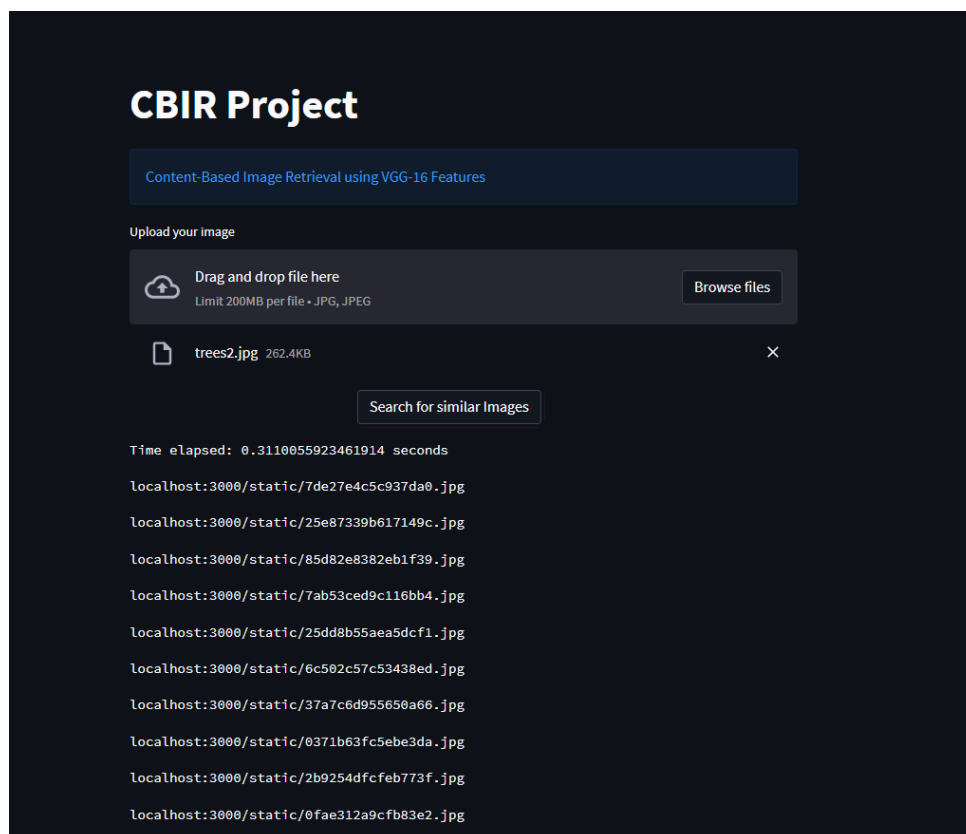 CBIR Project
Content-Based Image Retrieval using VGG-16 Features
Upload your image
Drag and drop file here
Limit 200MB per file • JPG, JPEG
Browse files
trees2.jpg 262.4KB
Search for similar Images
Time elapsed: 0.3110055923461914 seconds
localhost:3000/static/7de27e4c5c937da0.jpg
localhost:3000/static/25e87339b617149c.jpg
localhost:3000/static/85d82e8382eb1f39.jpg
localhost:3000/static/7ab53ced9c116bb4.jpg
localhost:3000/static/25dd8b55aea5dcf1.jpg
localhost:3000/static/6c502c57c53438ed.jpg
localhost:3000/static/37a7c6d955650a66.jpg
localhost:3000/static/0371b63fc5ebe3da.jpg
localhost:3000/static/2b9254dfcfeb773f.jpg
localhost:3000/static/0fae312a9cfb83e2.jpg